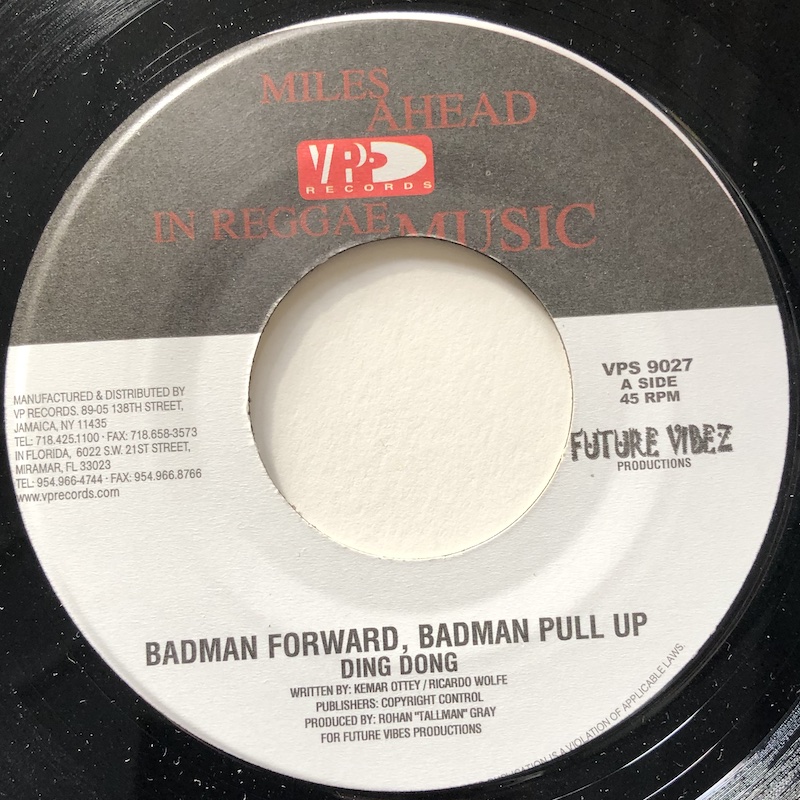 MILES
AHEAD
VP
RECORDS
IN REGGAE MUSIC
MANUFACTURED & DISTRIBUTED BY
VP RECORDS. 89-05 138TH STREET,
JAMAICA, NY 11435
TEL: 718.425.1100 · FAX: 718.658-3573
IN FLORIDA, 6022 S.W. 21ST STREET,
MIRAMAR, FL 33023
TEL: 954.966-4744 · FAX: 954.966.8766
www.vprecords.com
VPS 9027
A SIDE
45 RPM
FUTURE VIBEZ
PRODUCTIONS
BADMAN FORWARD, BADMAN PULL UP
DING DONG
WRITTEN BY: KEMAR OTTEY / RICARDO WOLFE
PUBLISHERS: COPYRIGHT CONTROL
PRODUCED BY: ROHAN "TALLMAN" GRAY
FOR FUTURE VIBES PRODUCTIONS
IS A VIOLATION OF APPLICABLE LAWS.